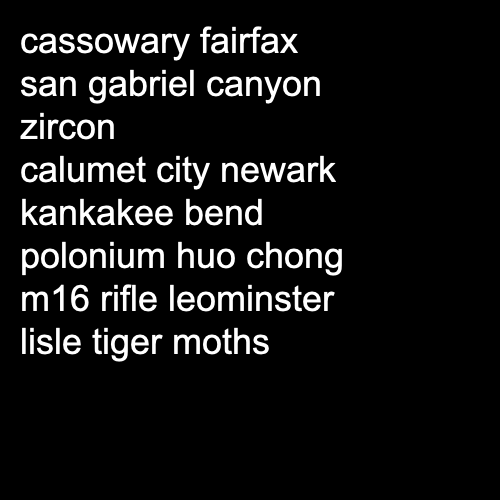 cassowary fairfax
san gabriel canyon
zircon
calumet city newark
kankakee bend
polonium huo chong
m16 rifle leominster
lisle tiger moths